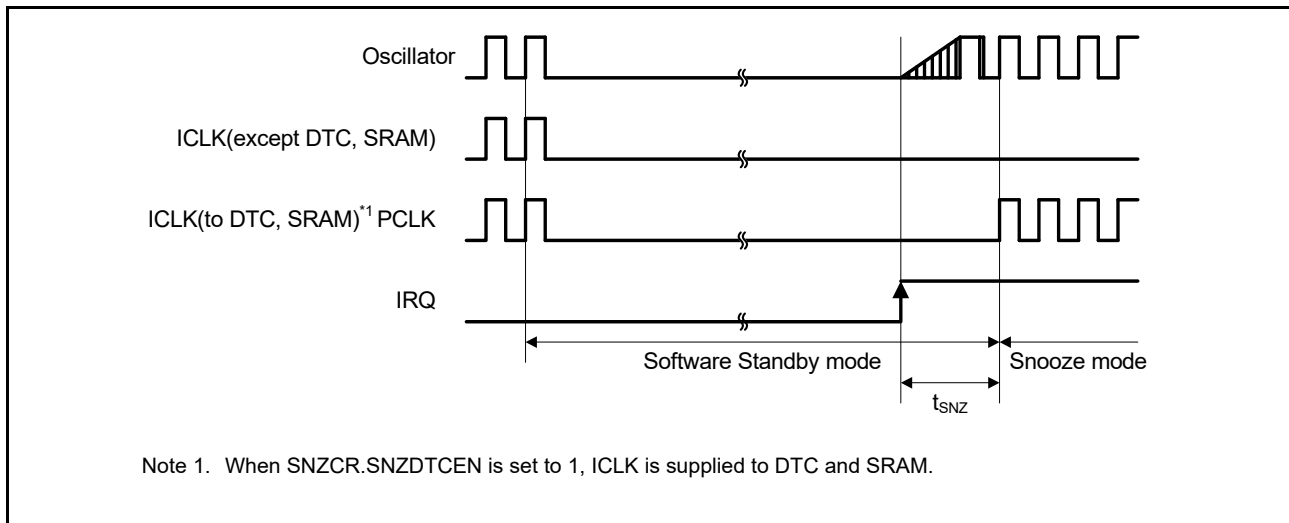 Oscillator
ICLK(except DTC, SRAM)
ICLK(to DTC, SRAM)*1 PCLK
IRQ
Software Standby mode
Snooze mode
tSNZ
Note 1. When SNZCR.SNZDTCEN is set to 1, ICLK is supplied to DTC and SRAM.